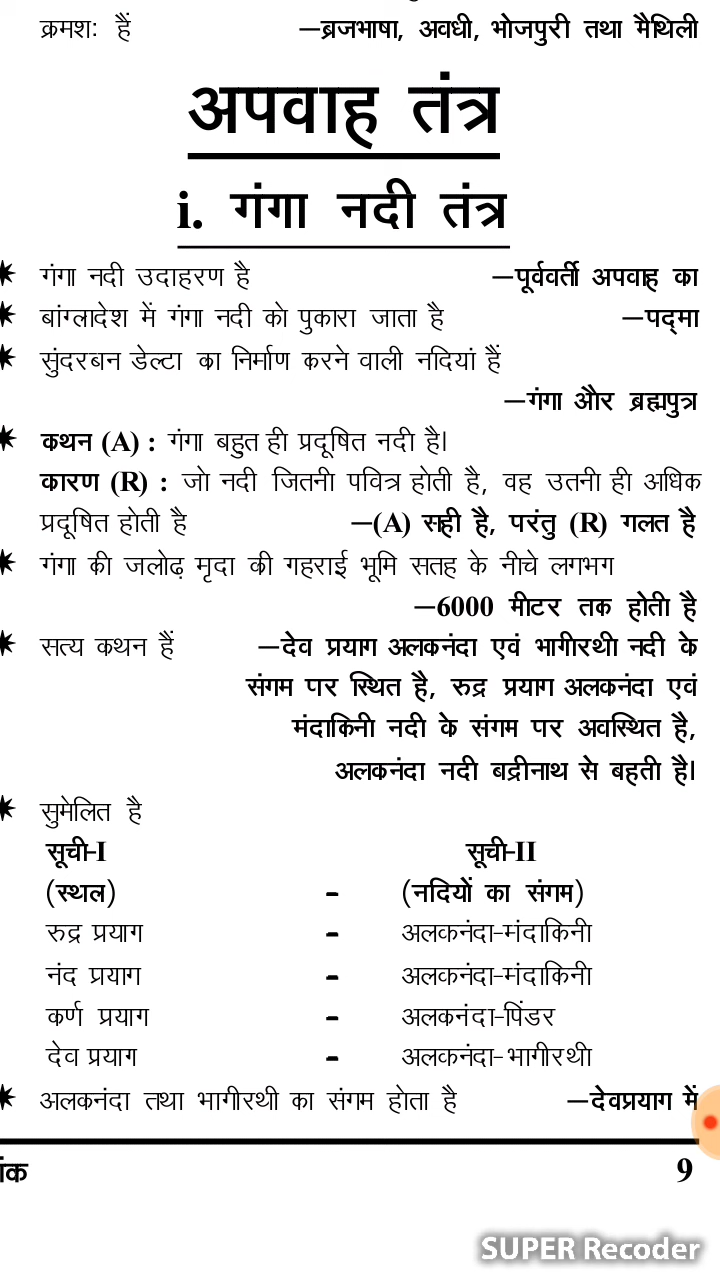 क्रमशः हैं –ब्रजभाषा, अवधी, भोजपुरी तथा मैथिली
अपवाह तंत्र
i. गंगा नदी तंत्र
* गंगा नदी उदाहरण है –पूर्ववर्ती अपवाह का
* बांग्लादेश में गंगा नदी को पुकारा जाता है –पद्मा
* सुंदरबन डेल्टा का निर्माण करने वाली नदियां हैं
–गंगा और ब्रह्मपुत्र
* कथन (A) : गंगा बहुत ही प्रदूषित नदी है।
कारण (R) : जो नदी जितनी पवित्र होती है, वह उतनी ही अधिक
प्रदूषित होती है –(A) सही है, परंतु (R) गलत है
* गंगा की जलोढ़ मृदा की गहराई भूमि सतह के नीचे लगभग
–6000 मीटर तक होती है
* सत्य कथन हैं –देव प्रयाग अलकनंदा एवं भागीरथी नदी के
संगम पर स्थित है, रुद्र प्रयाग अलकनंदा एवं
मंदाकिनी नदी के संगम पर अवस्थित है,
अलकनंदा नदी बद्रीनाथ से बहती है।
* सुमेलित है
सूची-I सूची-II
(स्थल) - (नदियों का संगम)
रुद्र प्रयाग - अलकनंदा-मंदाकिनी
नंद प्रयाग - अलकनंदा-मंदाकिनी
कर्ण प्रयाग - अलकनंदा-पिंडर
देव प्रयाग - अलकनंदा-भागीरथी
* अलकनंदा तथा भागीरथी का संगम होता है –देवप्रयाग में
9
SUPER Recoder